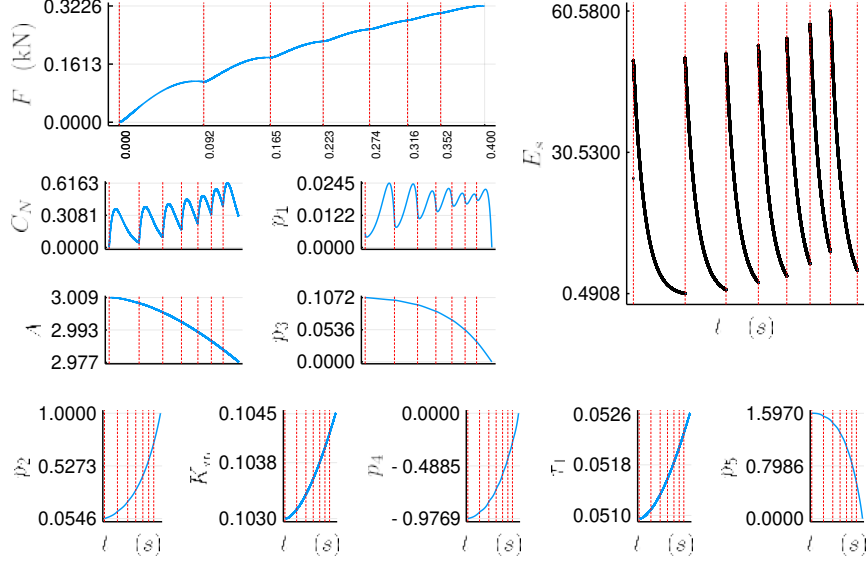 F (kN)
0.3226
0.1613
0.0000
0.000
0.092
0.165
0.223
0.274
0.316
0.352
0.400
E_s
60.5800
30.5300
0.4908
t (s)
C_N
0.6163
0.3081
0.0000
p_1
0.0245
0.0122
0.0000
A
3.009
2.993
2.977
p_3
0.1072
0.0536
0.0000
p_2
1.0000
0.5273
0.0546
t (s)
0.1045
0.1038
0.1030
t (s)
p_4
0.0000
- 0.4885
- 0.9769
t (s)
τ_1
0.0526
0.0518
0.0510
t (s)
p_5
1.5970
0.7986
0.0000
t (s)